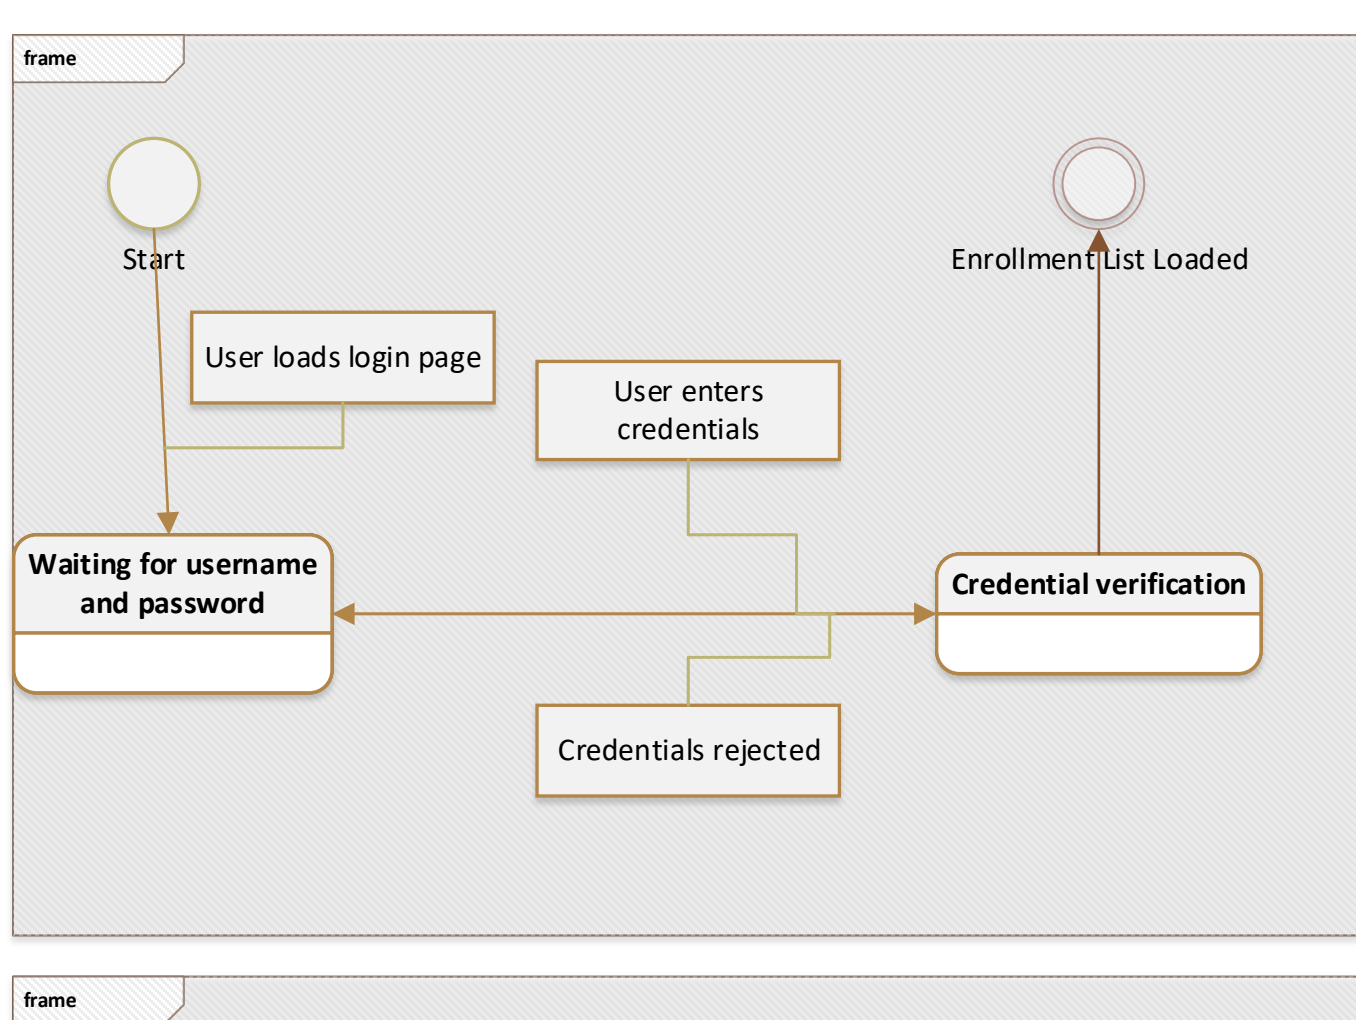 frame
Start
Enrollment List Loaded
User loads login page
User enters
credentials
Waiting for username
and password
Credential verification
Credentials rejected
frame